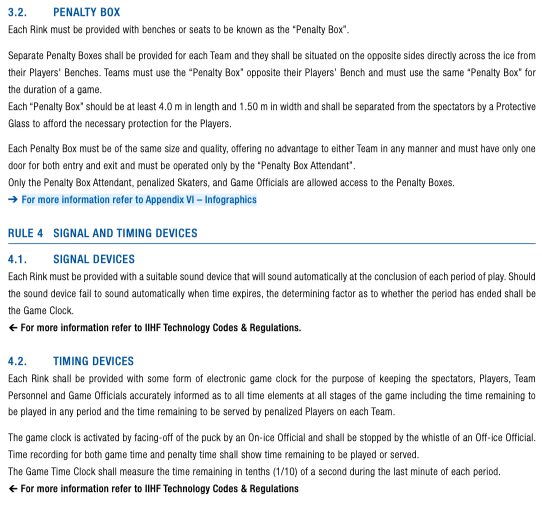 3.2. PENALTY BOX
Each Rink must be provided with benches or seats to be known as the “Penalty Box”.
Separate Penalty Boxes shall be provided for each Team and they shall be situated on the opposite sides directly across the ice from
their Players’ Benches. Teams must use the “Penalty Box” opposite their Players’ Bench and must use the same “Penalty Box” for
the duration of a game.
Each “Penalty Box” should be at least 4.0 m in length and 1.50 m in width and shall be separated from the spectators by a Protective
Glass to afford the necessary protection for the Players.
Each Penalty Box must be of the same size and quality, offering no advantage to either Team in any manner and must have only one
door for both entry and exit and must be operated only by the “Penalty Box Attendant”.
Only the Penalty Box Attendant, penalized Skaters, and Game Officials are allowed access to the Penalty Boxes.
→ For more information refer to Appendix VI – Infographics
RULE 4 SIGNAL AND TIMING DEVICES
4.1. SIGNAL DEVICES
Each Rink must be provided with a suitable sound device that will sound automatically at the conclusion of each period of play. Should
the sound device fail to sound automatically when time expires, the determining factor as to whether the period has ended shall be
the Game Clock.
← For more information refer to IIHF Technology Codes & Regulations.
4.2. TIMING DEVICES
Each Rink shall be provided with some form of electronic game clock for the purpose of keeping the spectators, Players, Team
Personnel and Game Officials accurately informed as to all time elements at all stages of the game including the time remaining to
be played in any period and the time remaining to be served by penalized Players on each Team.
The game clock is activated by facing-off of the puck by an On-ice Official and shall be stopped by the whistle of an Off-ice Official.
Time recording for both game time and penalty time shall show time remaining to be played or served.
The Game Time Clock shall measure the time remaining in tenths (1/10) of a second during the last minute of each period.
← For more information refer to IIHF Technology Codes & Regulations